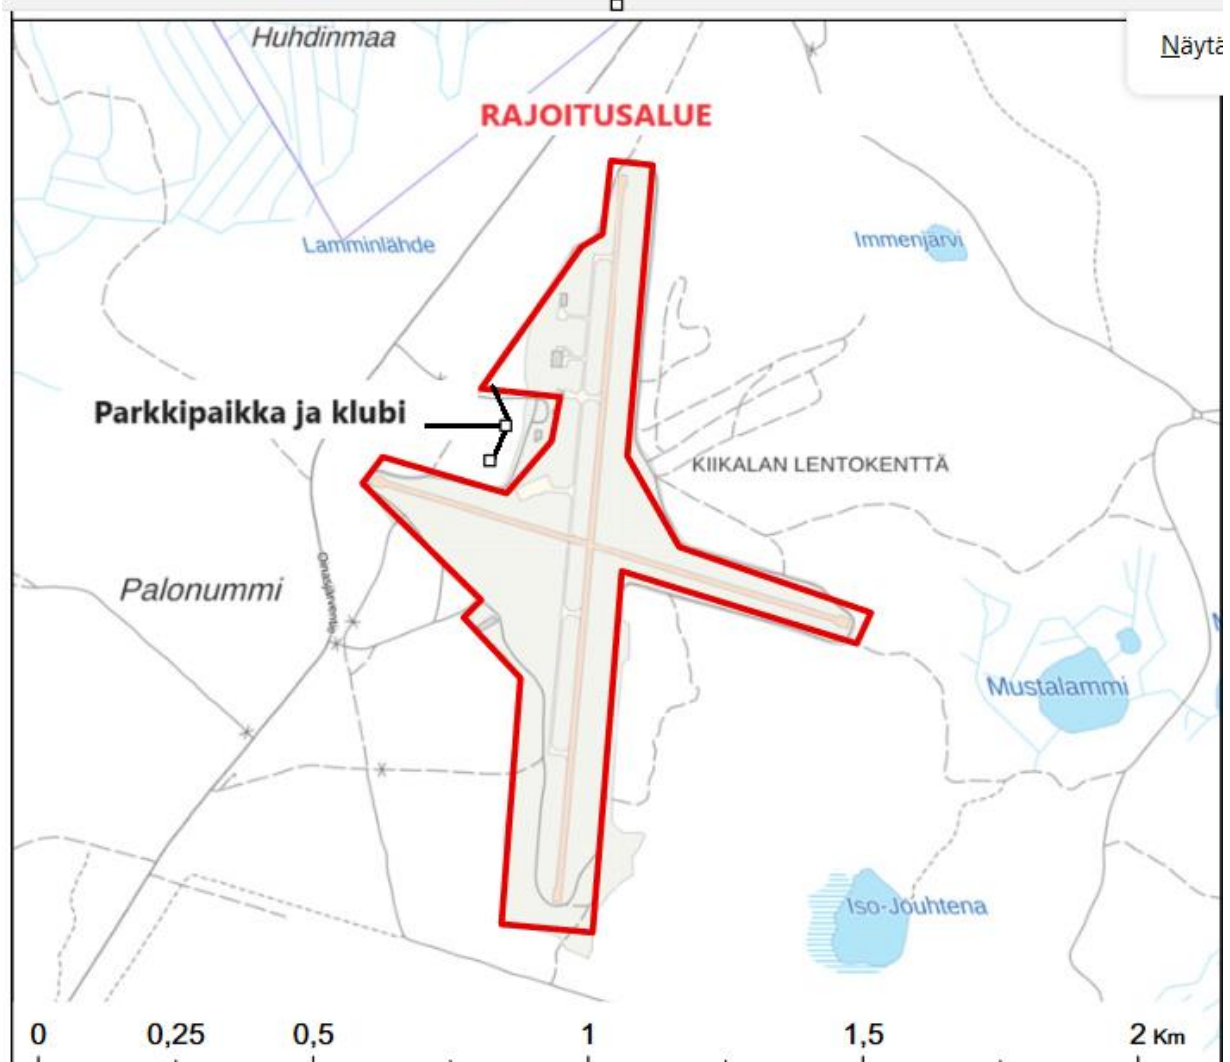 Huhdinmaa
Näytä
RAJOITUSALUE
Lamminlähde
Immenjärvi
Parkkipaikka ja klubi
KIIKALAN LENTOKENTTÄ
Palonummi
Mustalammi
Iso-Jouhtena
0 0,25 0,5 1 1,5 2 Km